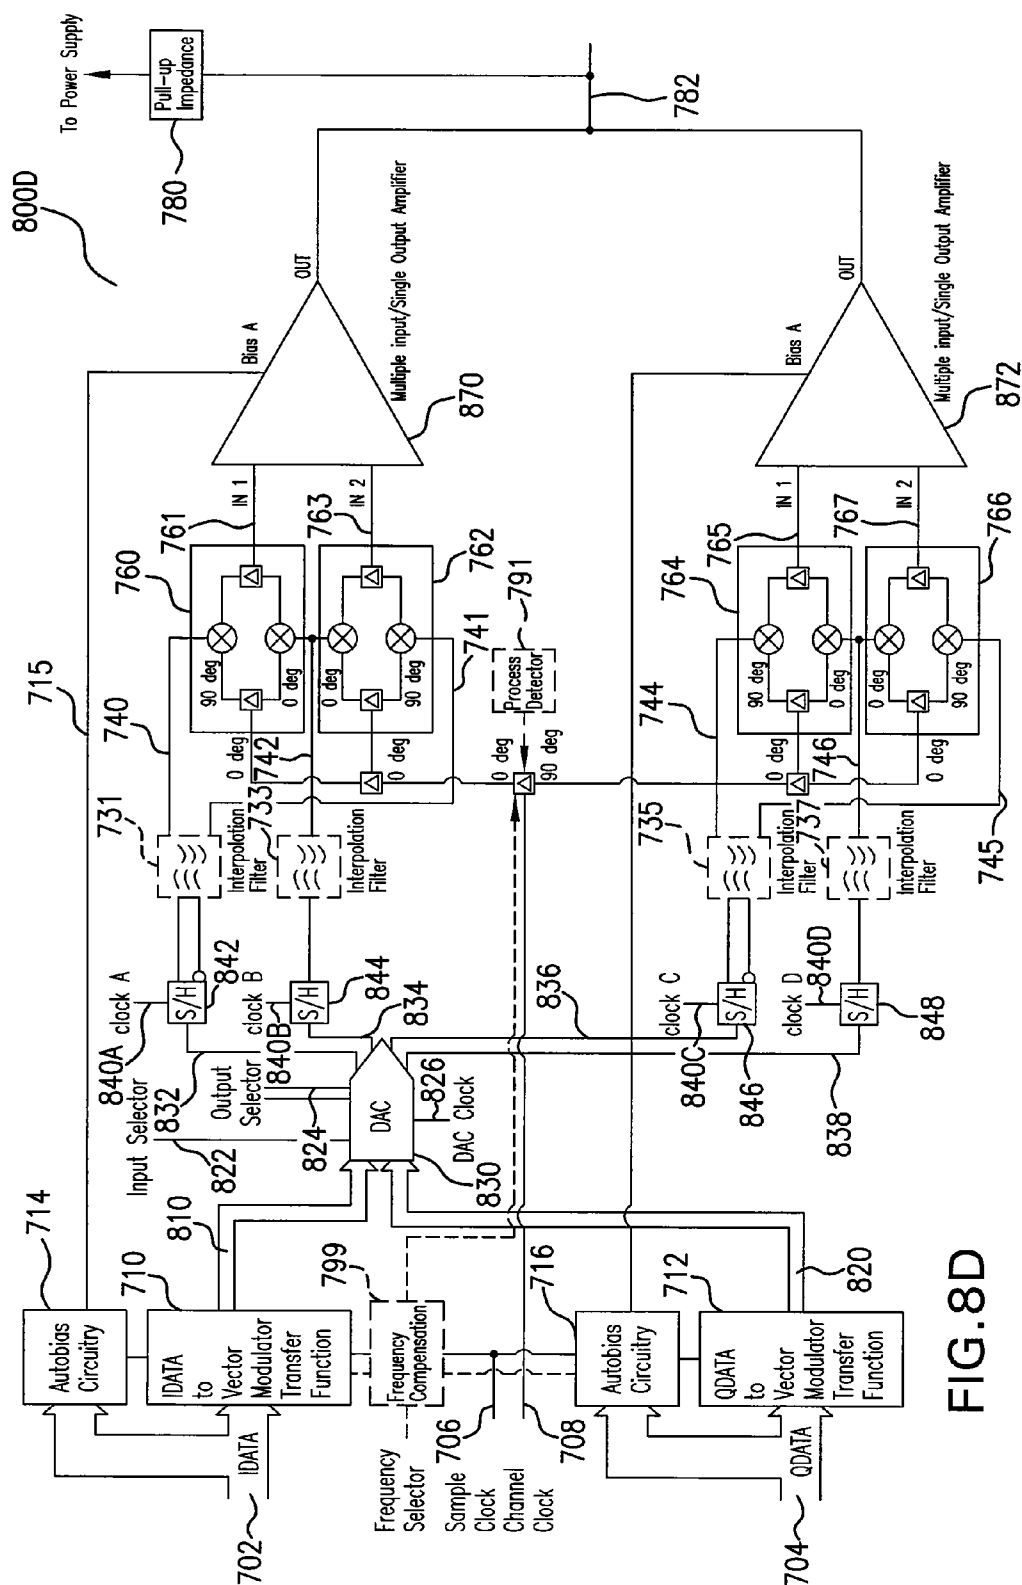 800D
To Power Supply
Pull-up
Impedance
780
782
715
714
Autobias
Circuitry
710
IDATA
to
Vector
Modulator
Transfer
Function
IDATA
702
810
Input Selector
822
Output
Selector
824
DAC
826
DAC Clock
830
832
834
836
838
clock A
840A
S/H
842
clock B
840B
S/H
844
731
Interpolation
Filter
733
Interpolation
Filter
740
742
741
760
90 deg
0 deg
0 deg
761
762
0 deg
90 deg
0 deg
763
IN 1
IN 2
Bias A
OUT
Multiple input/Single Output Amplifier
870
791
Process
Detector
0 deg
90 deg
799
Frequency
Compensation
Frequency
Selector
706
Sample
Clock
708
Channel
Clock
716
Autobias
Circuitry
712
QDATA
to
Vector
Modulator
Transfer
Function
QDATA
704
820
clock C
840C
S/H
846
clock D
840D
S/H
848
735
Interpolation
Filter
737
Interpolation
Filter
744
746
745
764
90 deg
0 deg
0 deg
765
766
0 deg
90 deg
0 deg
767
IN 1
IN 2
Bias A
OUT
Multiple input/Single Output Amplifier
872
FIG.8D